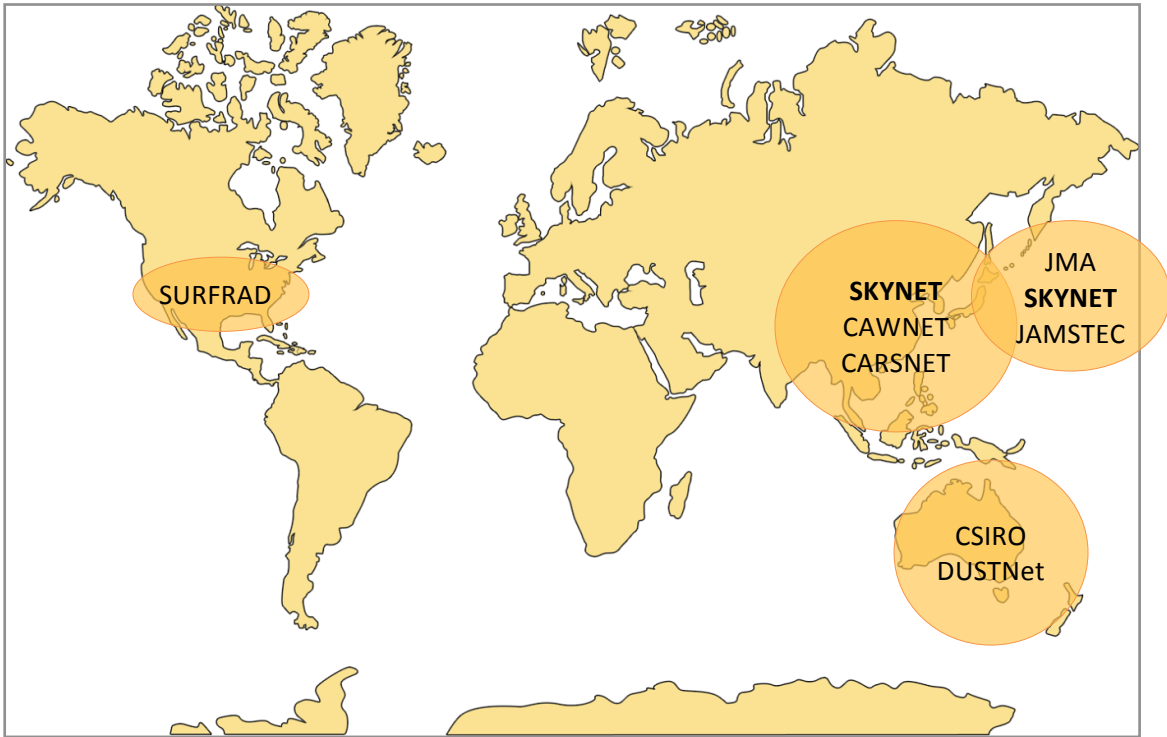 SURFRAD
SKYNET
CAWNET
CARSNET
JMA
SKYNET
JAMSTEC
CSIRO
DUSTNet